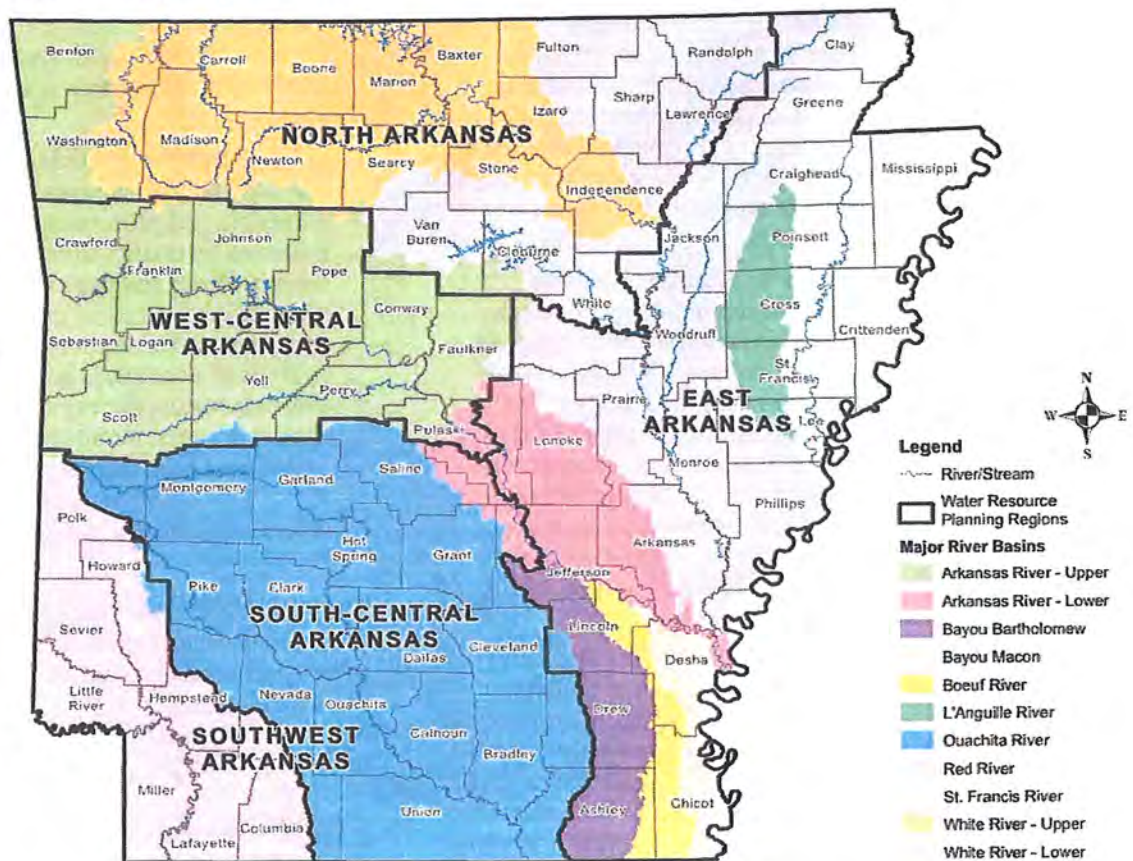 Benton
Carroll
Boone
Marion
Baxter
Fulton
Randolph
Clay
Sharp
Greene
Izard
Lawrence
Washington
Madison
NORTH ARKANSAS
Newton
Searcy
Stone
Independence
Craighead
Mississippi
Van
Buren
Cleburne
Jackson
Poinsett
Crawford
Johnson
Franklin
Pope
Conway
White
Cross
Crittenden
WEST-CENTRAL
ARKANSAS
Sebastian
Logan
Faulkner
Woodruff
St.
Francis
Yell
Perry
Prairie
EAST
ARKANSAS
Lee
Scott
Pulaski
Lonoke
Monroe
Phillips
Polk
Montgomery
Garland
Saline
Hot
Spring
Grant
Arkansas
Howard
Pike
Clark
Jefferson
SOUTH-CENTRAL
ARKANSAS
Lincoln
Sevier
Dallas
Cleveland
Desha
Little
River
Hempstead
Nevada
Ouachita
Drew
SOUTHWEST
ARKANSAS
Calhoun
Bradley
Miller
Ashley
Chicot
Union
Columbia
Lafayette
N
W
E
S
Legend
River/Stream
Water Resource
Planning Regions
Major River Basins
Arkansas River - Upper
Arkansas River - Lower
Bayou Bartholomew
Bayou Macon
Boeuf River
L'Anguille River
Ouachita River
Red River
St. Francis River
White River - Upper
White River - Lower